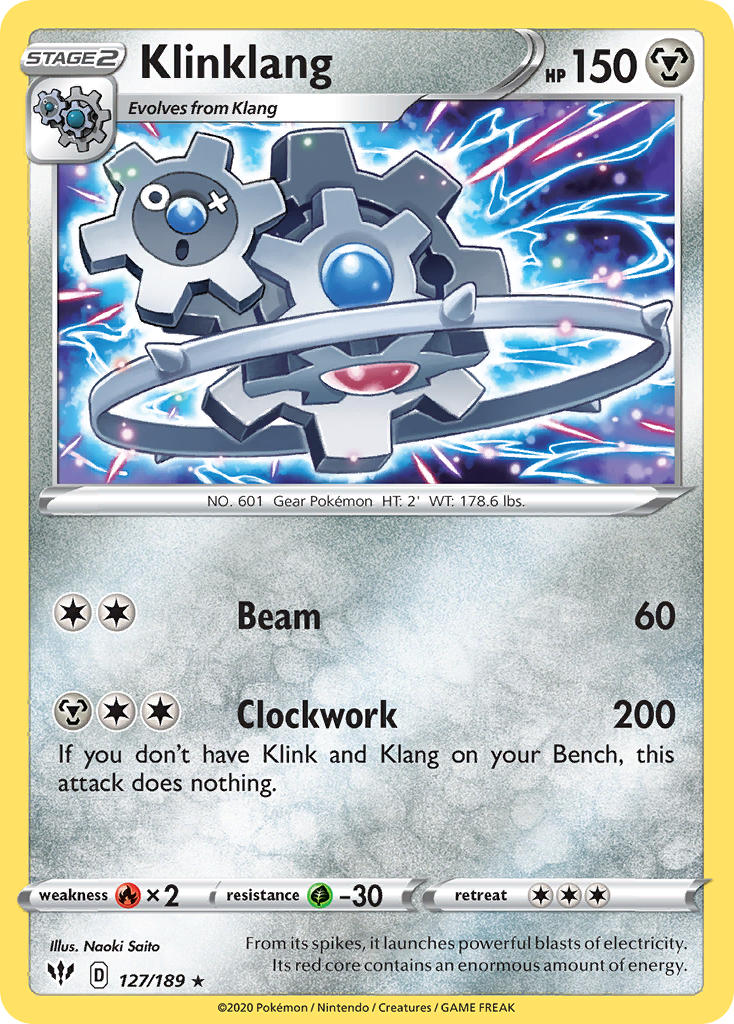 STAGE 2
Klinklang
HP 150
Evolves from Klang
NO. 601 Gear Pokémon HT: 2' WT: 178.6 lbs.
Beam 60
Clockwork 200
If you don't have Klink and Klang on your Bench, this
attack does nothing.
weakness ×2 resistance -30 retreat
Illus. Naoki Saito
From its spikes, it launches powerful blasts of electricity.
Its red core contains an enormous amount of energy.
D 127/189 ★
©2020 Pokémon / Nintendo / Creatures / GAME FREAK